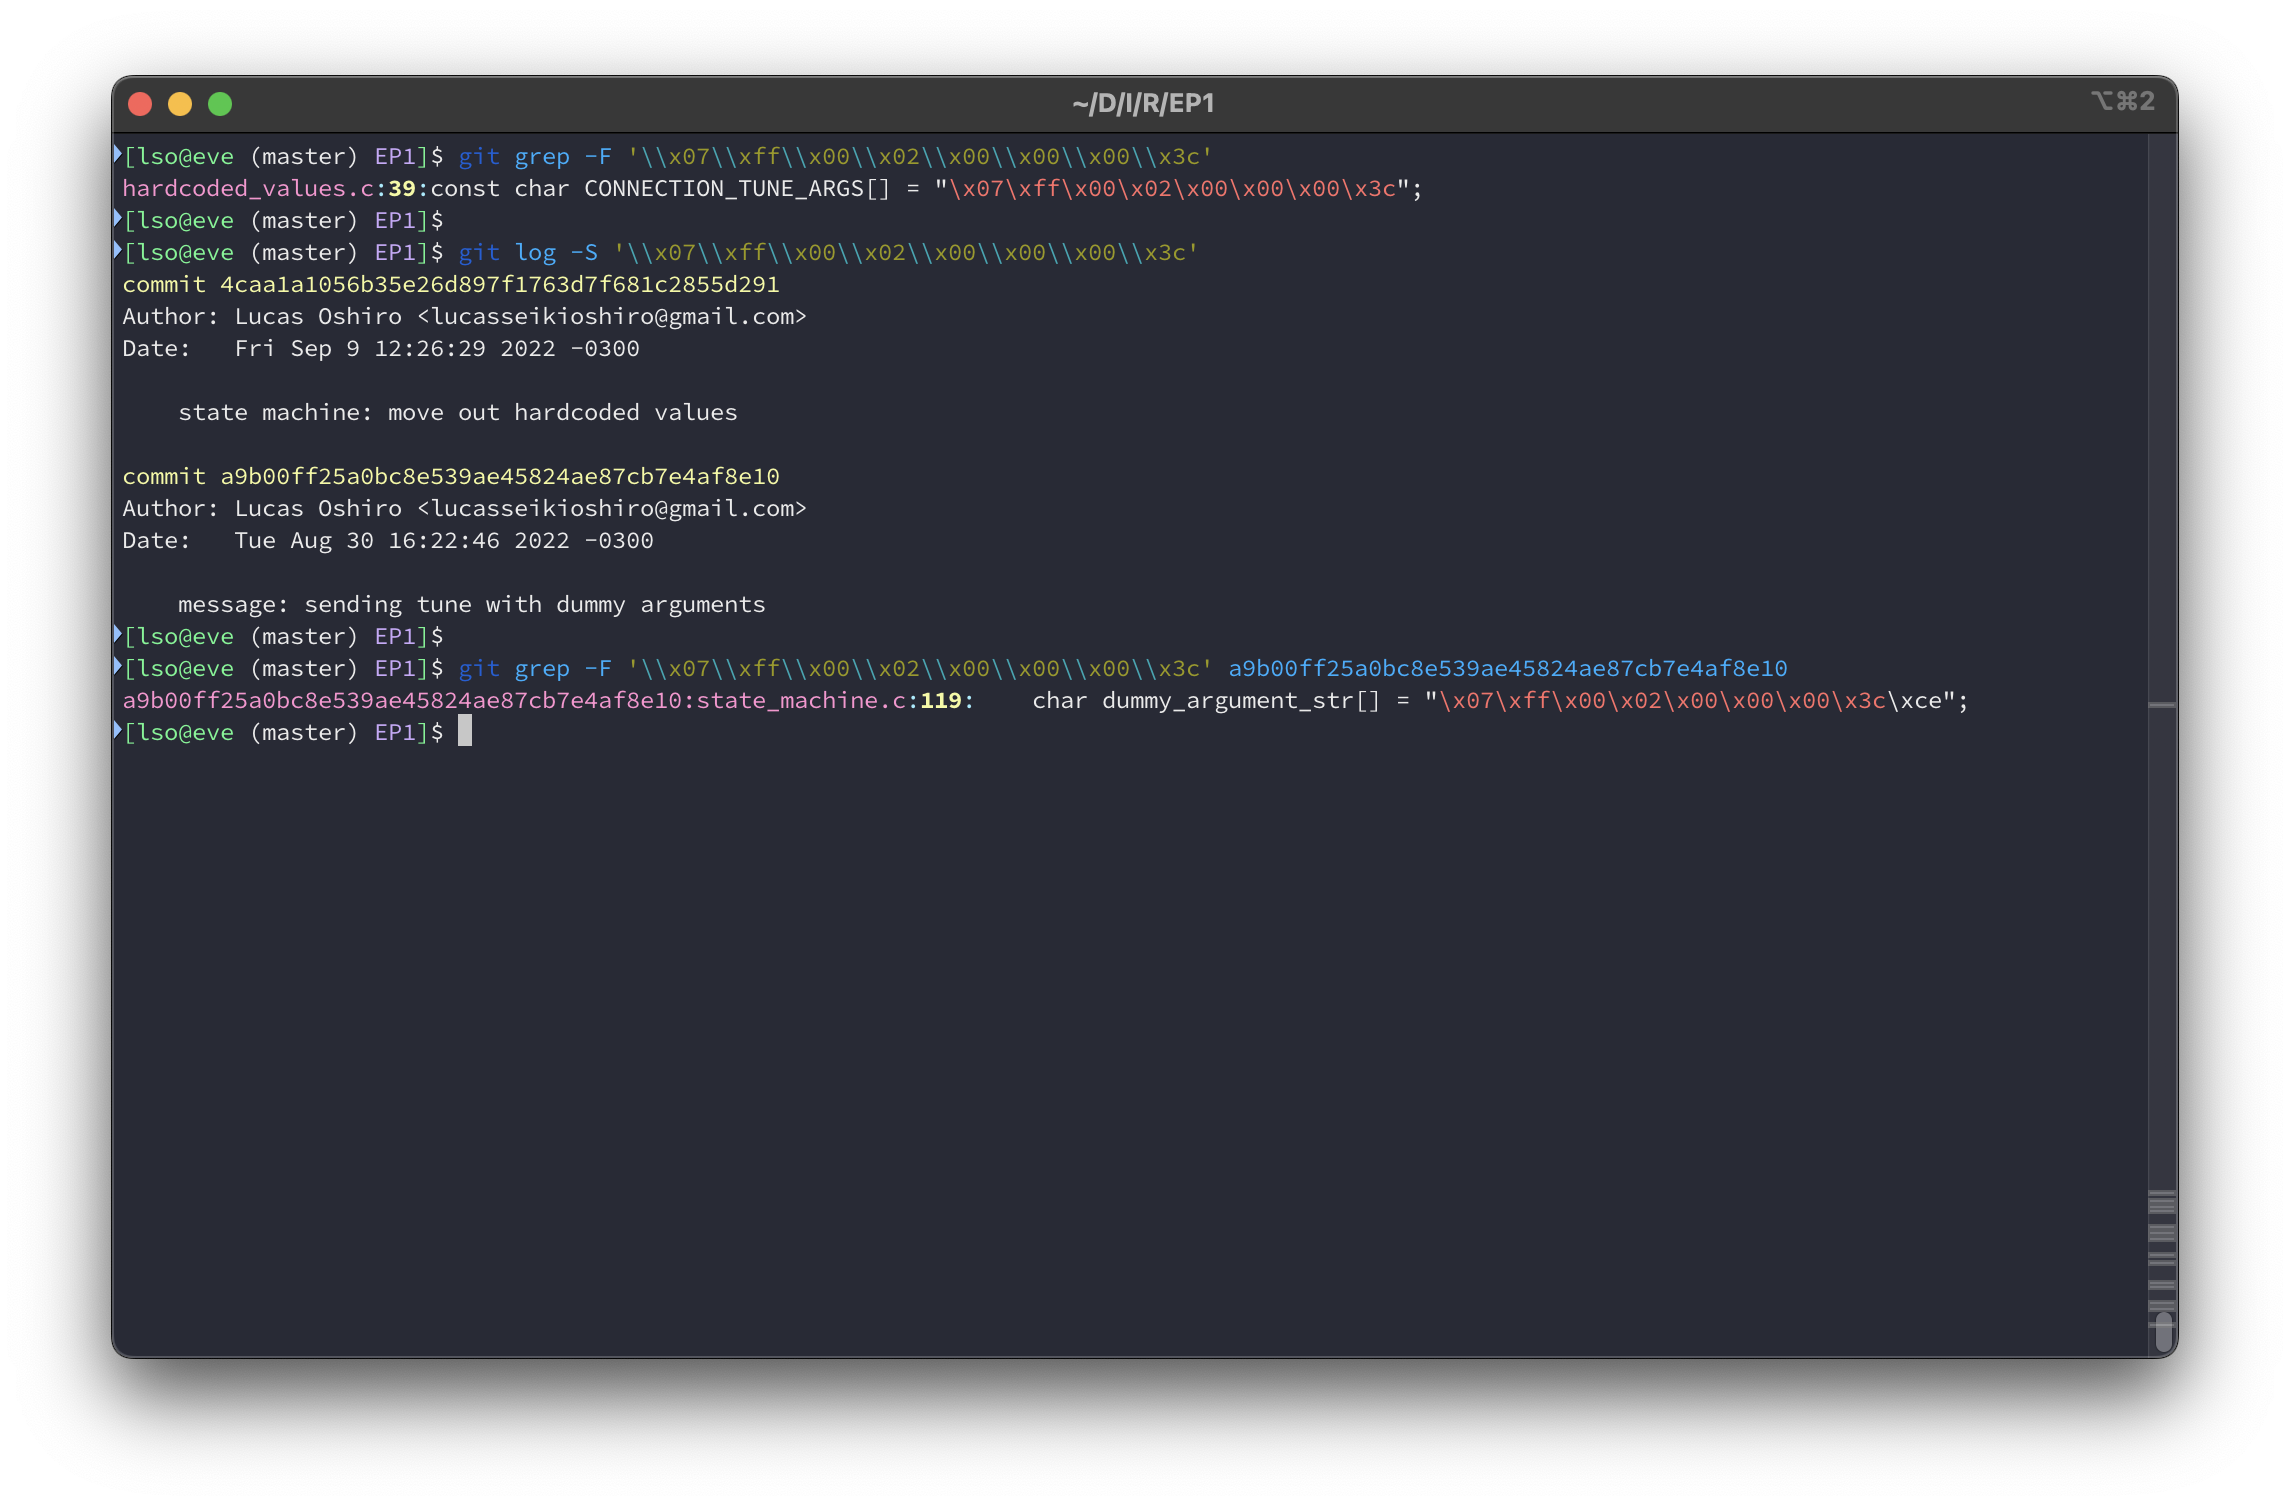 ~/D/I/R/EP1
⌥⌘2
[lso@eve (master) EP1]$ git grep -F '\\x07\\xff\\x00\\x02\\x00\\x00\\x00\\x3c'
hardcoded_values.c:39:const char CONNECTION_TUNE_ARGS[] = "\x07\xff\x00\x02\x00\x00\x00\x3c";
[lso@eve (master) EP1]$
[lso@eve (master) EP1]$ git log -S '\\x07\\xff\\x00\\x02\\x00\\x00\\x00\\x3c'
commit 4caa1a1056b35e26d897f1763d7f681c2855d291
Author: Lucas Oshiro <lucasseikioshiro@gmail.com>
Date:   Fri Sep 9 12:26:29 2022 -0300
    state machine: move out hardcoded values
commit a9b00ff25a0bc8e539ae45824ae87cb7e4af8e10
Author: Lucas Oshiro <lucasseikioshiro@gmail.com>
Date:   Tue Aug 30 16:22:46 2022 -0300
    message: sending tune with dummy arguments
[lso@eve (master) EP1]$
[lso@eve (master) EP1]$ git grep -F '\\x07\\xff\\x00\\x02\\x00\\x00\\x00\\x3c' a9b00ff25a0bc8e539ae45824ae87cb7e4af8e10
a9b00ff25a0bc8e539ae45824ae87cb7e4af8e10:state_machine.c:119:    char dummy_argument_str[] = "\x07\xff\x00\x02\x00\x00\x00\x3c\xce";
[lso@eve (master) EP1]$